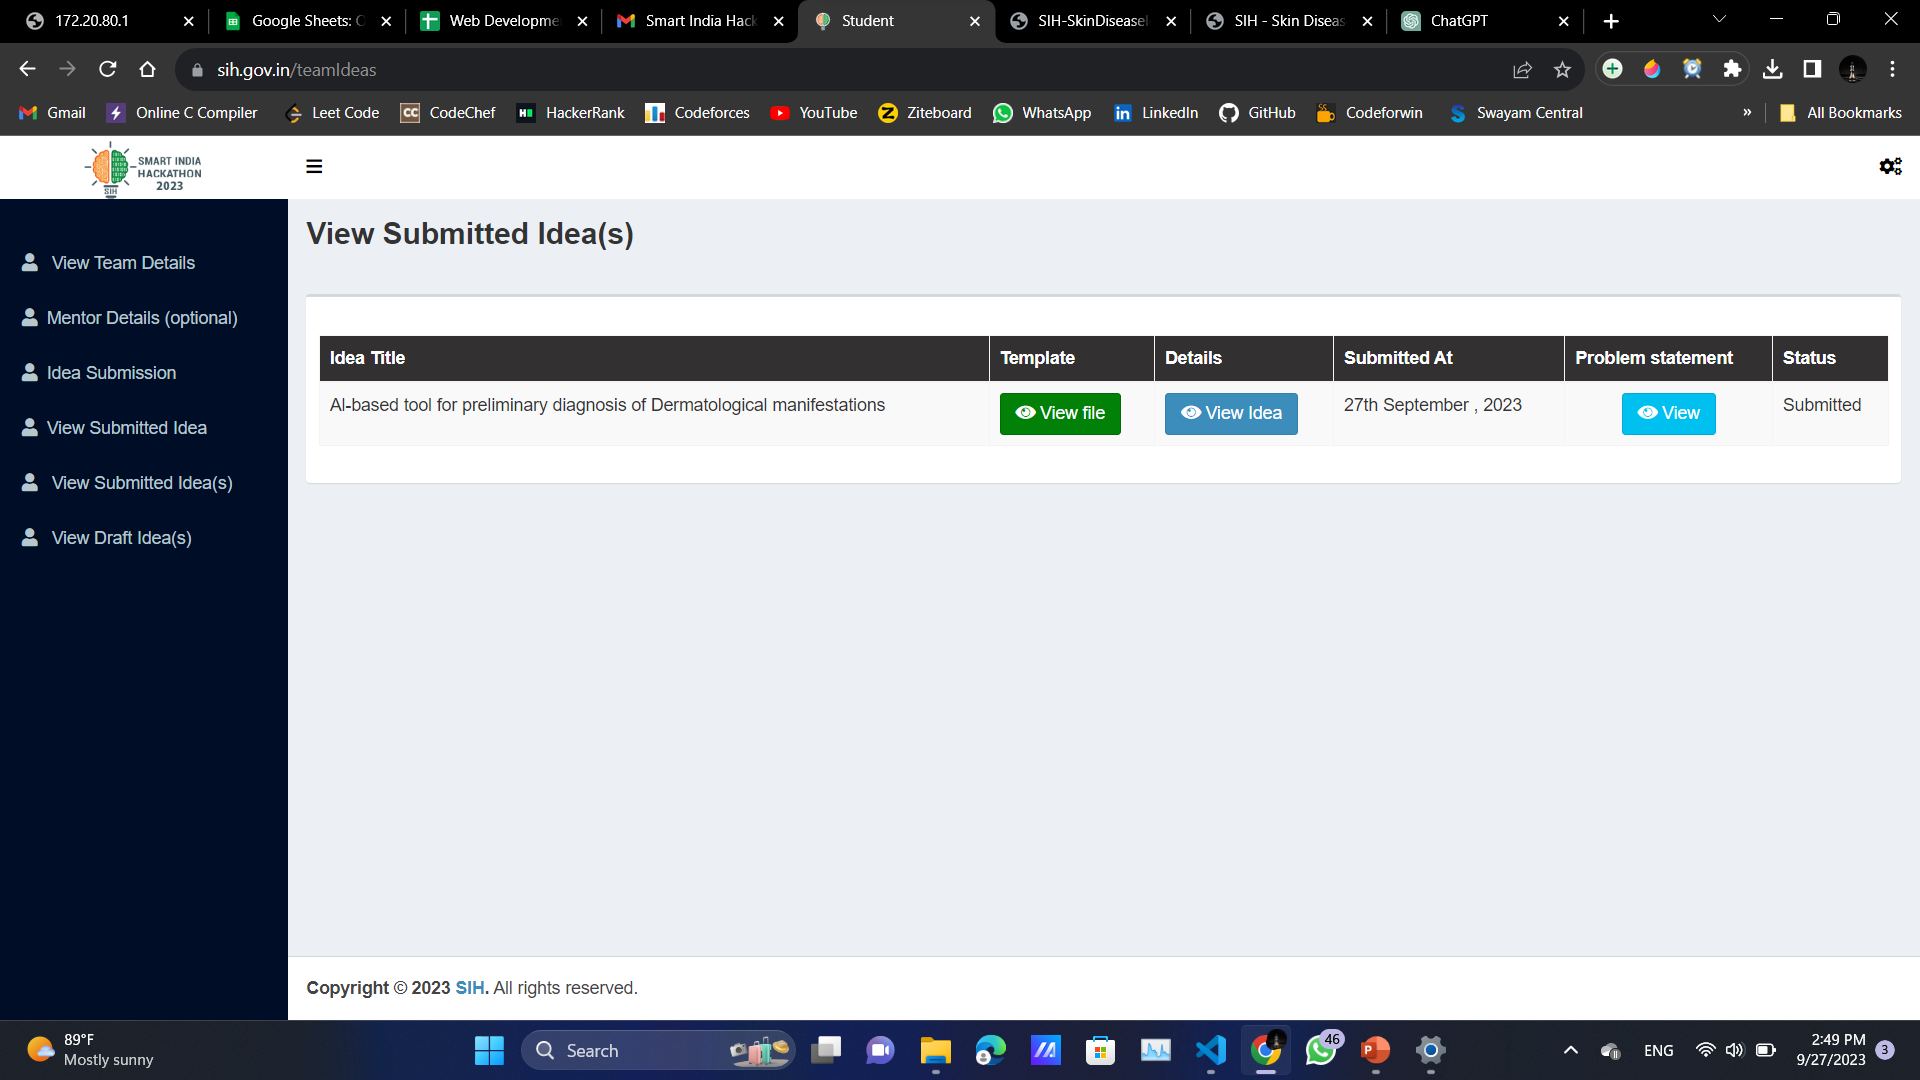 172.20.80.1
Google Sheets:
Web Developme
Smart India Hack
Student
SIH-SkinDisease
SIH - Skin Diseas
ChatGPT
sih.gov.in/teamIdeas
Gmail
Online C Compiler
Leet Code
CC CodeChef
HackerRank
Codeforces
YouTube
Ziteboard
WhatsApp
in LinkedIn
GitHub
Codeforwin
Swayam Central
»
All Bookmarks
SMART INDIA
HACKATHON
2023
SIH
View Submitted Idea(s)
View Team Details
Mentor Details (optional)
Idea Submission
View Submitted Idea
View Submitted Idea(s)
View Draft Idea(s)
Idea Title Template Details Submitted At Problem statement Status
AI-based tool for preliminary diagnosis of Dermatological manifestations View file View Idea 27th September , 2023 View Submitted
Copyright © 2023 SIH. All rights reserved.
89°F
Mostly sunny
Search
46
ENG
2:49 PM
9/27/2023
3